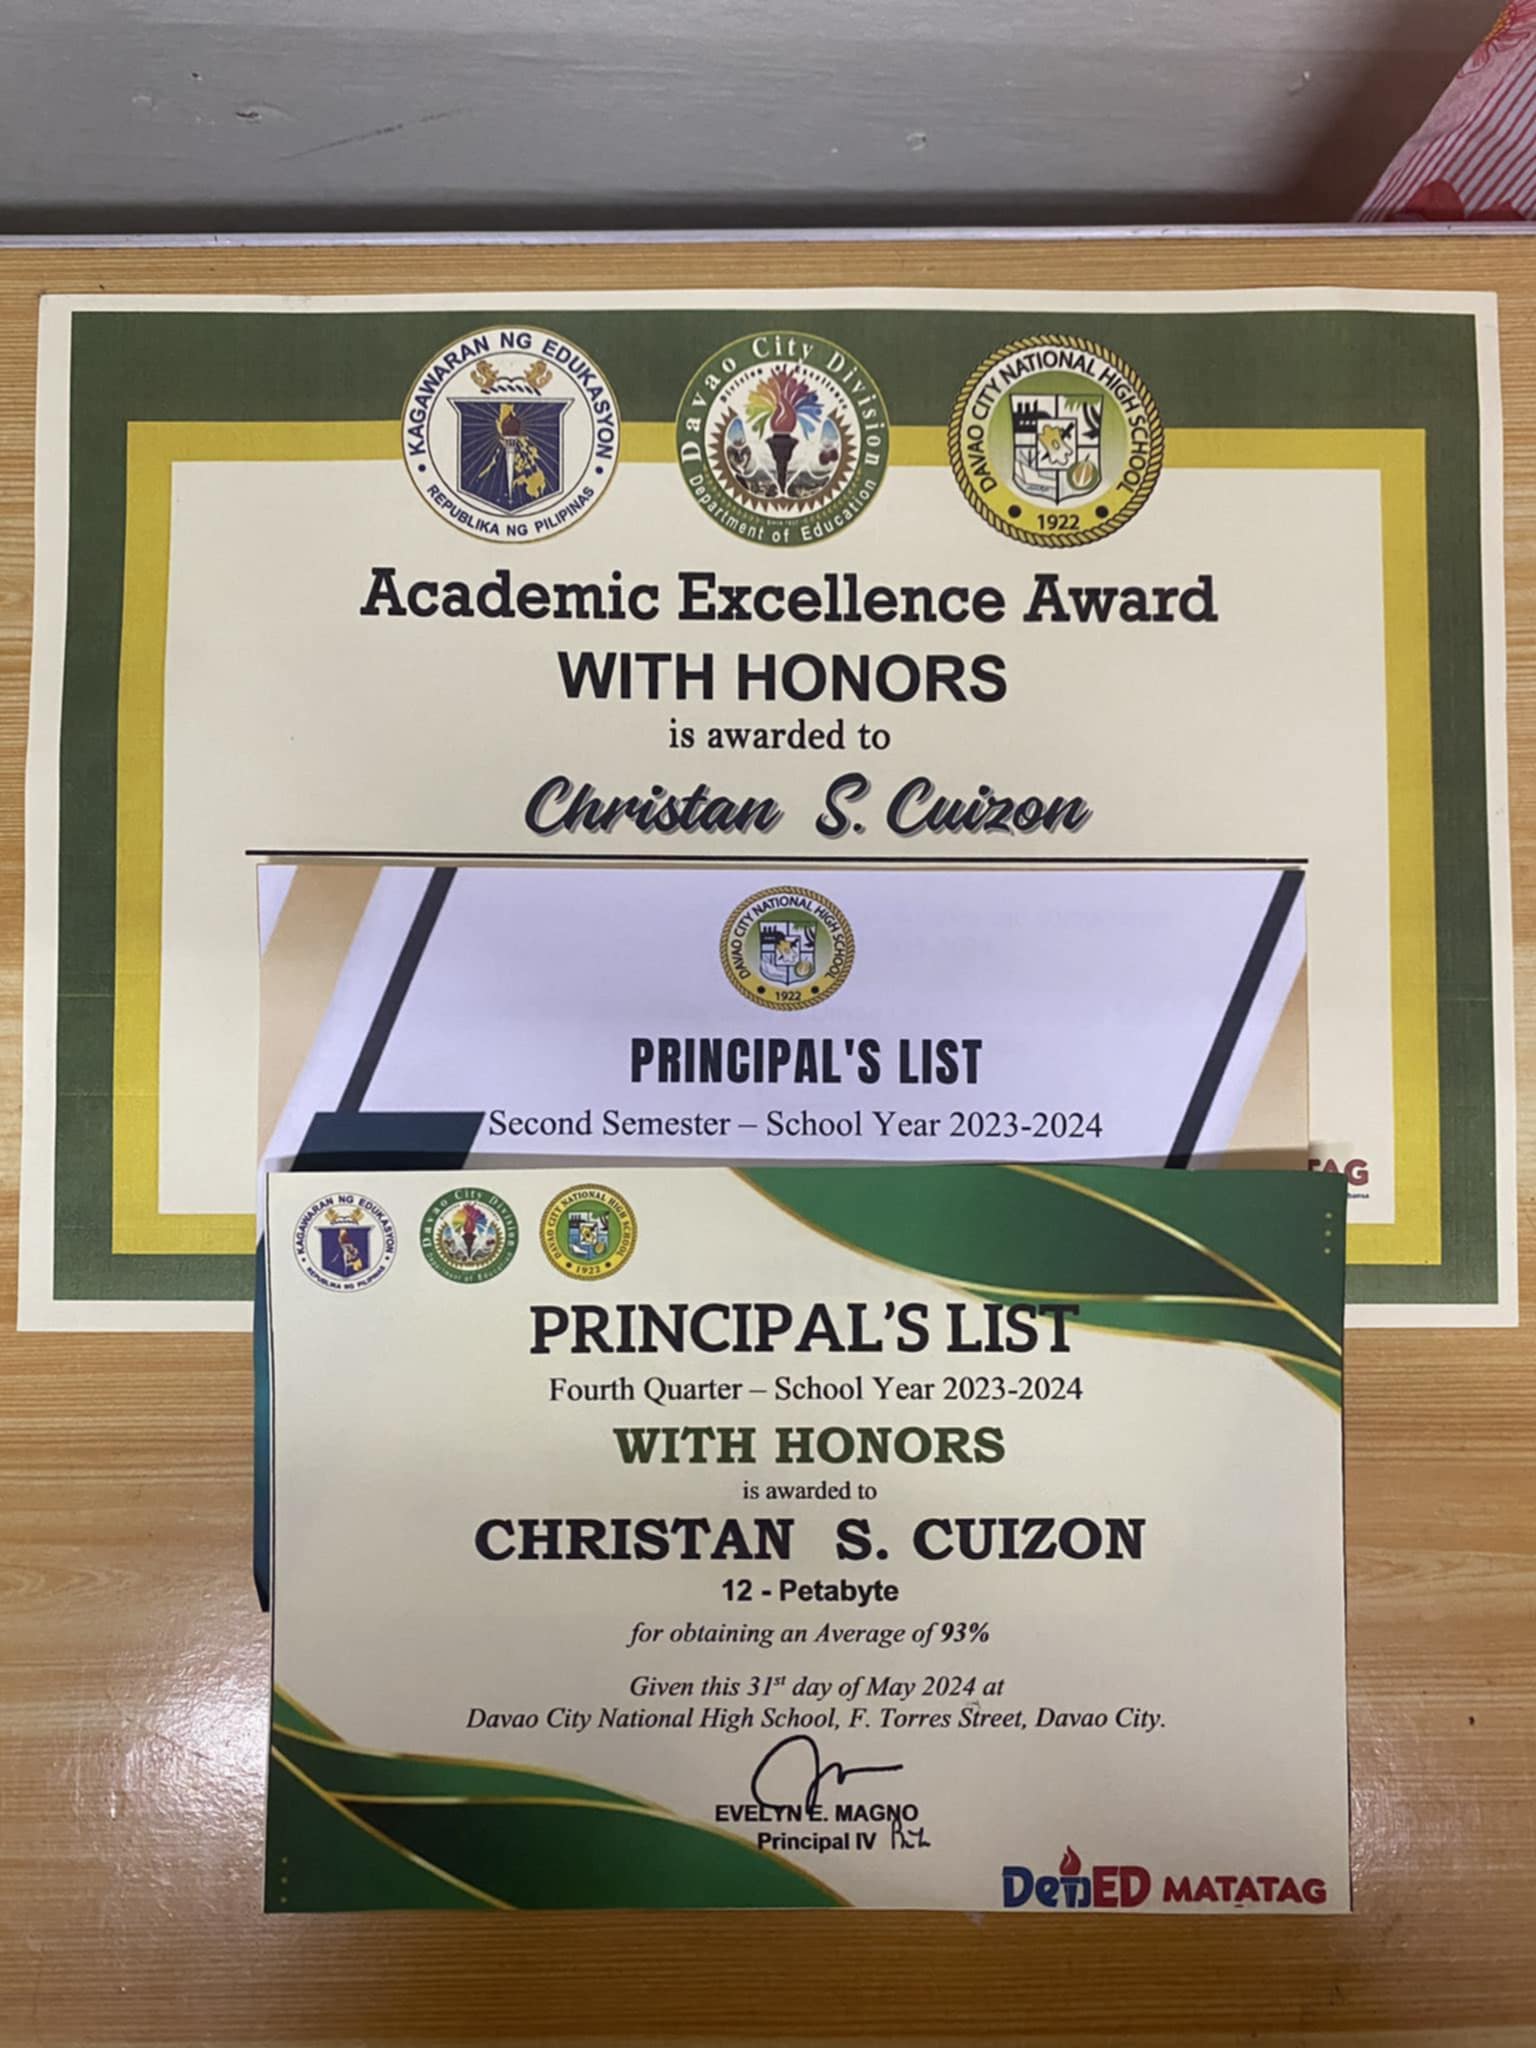 KAGAWARAN NG EDUKASYON
REPUBLIKA NG PILIPINAS
Davao City Division
Division of Excellence
Department of Education
DAVAO CITY NATIONAL HIGH SCHOOL
1922
Academic Excellence Award
WITH HONORS
is awarded to
Christan S. Cuizon
DAVAO CITY NATIONAL HIGH SCHOOL
1922
PRINCIPAL'S LIST
Second Semester – School Year 2023-2024
TAG
KAGAWARAN NG EDUKASYON
REPUBLIKA NG PILIPINAS
Davao City Division
Department of Education
DAVAO CITY NATIONAL HIGH SCHOOL
1922
PRINCIPAL’S LIST
Fourth Quarter – School Year 2023-2024
WITH HONORS
is awarded to
CHRISTAN S. CUIZON
12 - Petabyte
for obtaining an Average of 93%
Given this 31st day of May 2024 at
Davao City National High School, F. Torres Street, Davao City.
EVELYN E. MAGNO
Principal IV
DepED MATATAG